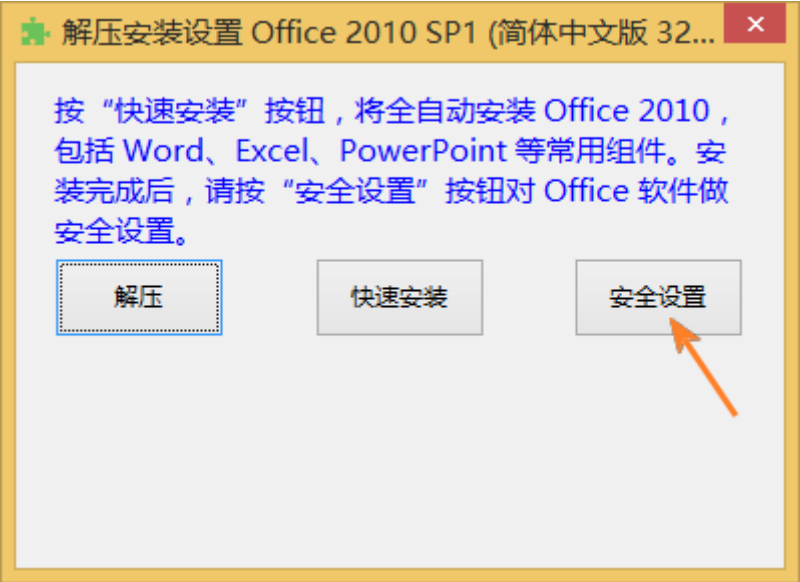 解压安装设置 Office 2010 SP1 (简体中文版 32...
按“快速安装”按钮，将全自动安装 Office 2010，
包括 Word、Excel、PowerPoint 等常用组件。安
装完成后，请按“安全设置”按钮对 Office 软件做
安全设置。
解压 快速安装 安全设置